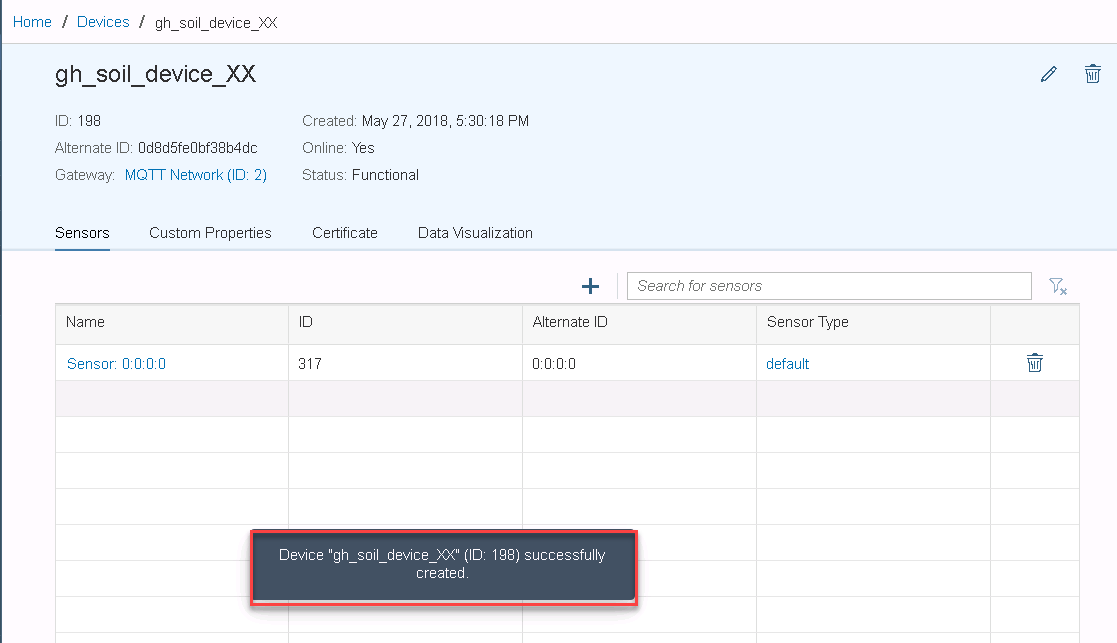 Home / Devices / gh_soil_device_XX
gh_soil_device_XX
ID: 198 Created: May 27, 2018, 5:30:18 PM
Alternate ID: 0d8d5fe0bf38b4dc Online: Yes
Gateway: MQTT Network (ID: 2) Status: Functional
Sensors Custom Properties Certificate Data Visualization
Search for sensors
Name ID Alternate ID Sensor Type
Sensor: 0:0:0:0 317 0:0:0:0 default
Device "gh_soil_device_XX" (ID: 198) successfully
created.